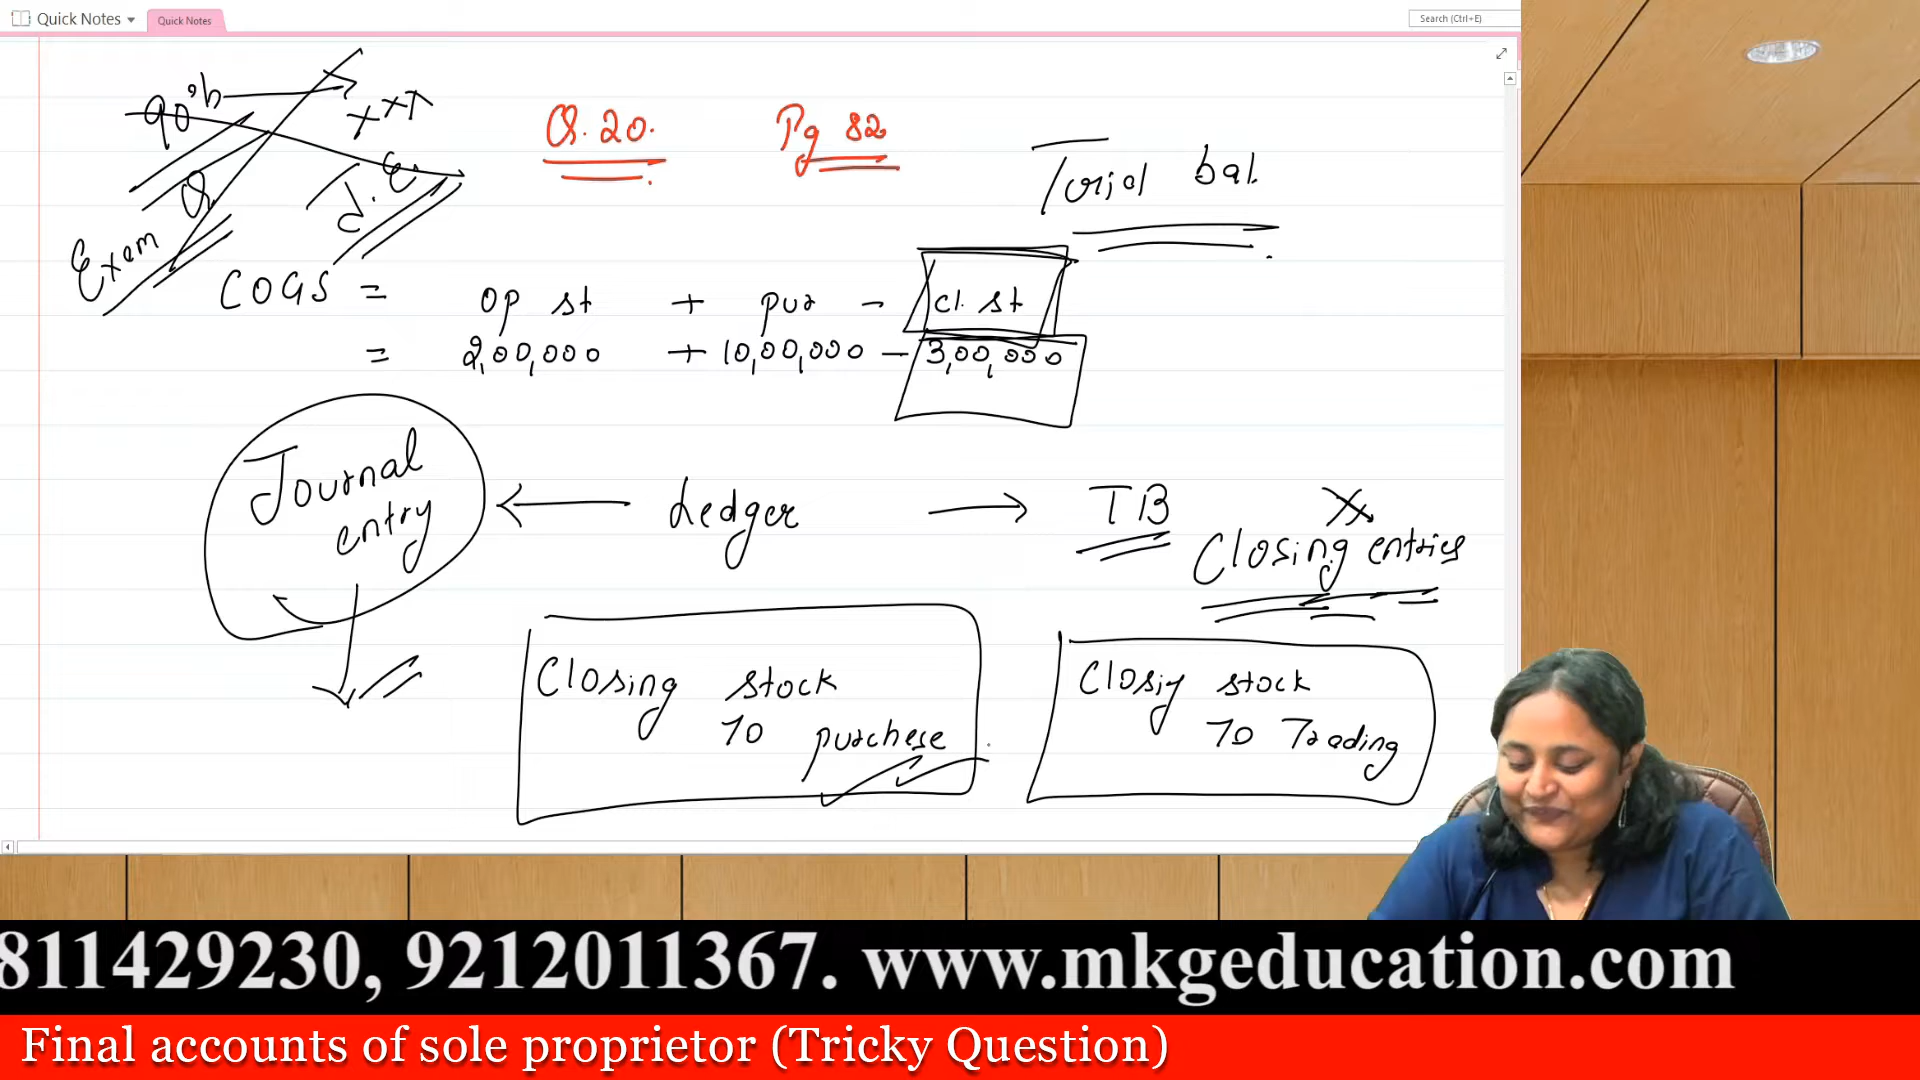 Quick Notes
Quick Notes
Search (Ctrl+E)
Q. 20. Pg 82
Trial bal.
Exam
COGS = Op st + pur - Cl. st
= 2,00,000 + 10,00,000 - 3,00,000
Journal entry ← Ledger → TB X
Closing entries
Closing stock
To purchase
Closing stock
To Trading
811429230, 9212011367. www.mkgeducation.com
Final accounts of sole proprietor (Tricky Question)